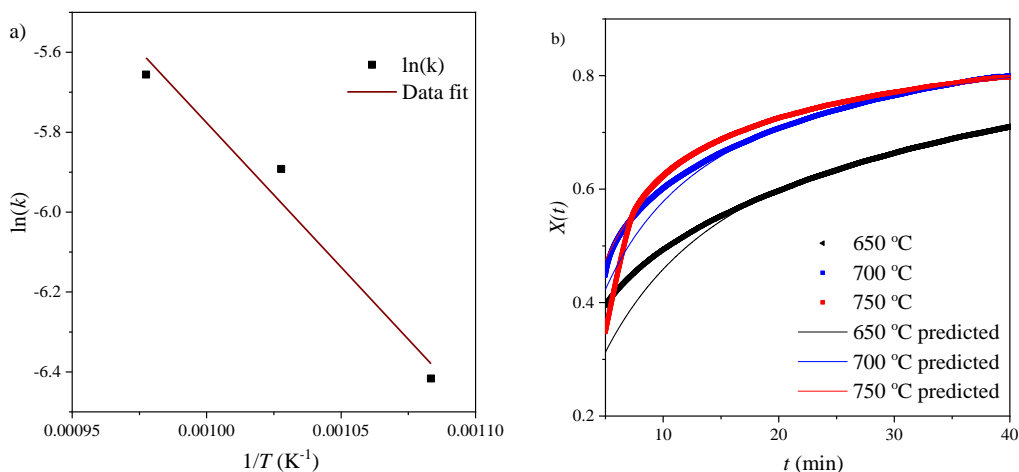 a)
-5.6
-5.8
-6.0
-6.2
-6.4
ln(k)
ln(k)
Data fit
0.00095
0.00100
0.00105
0.00110
1/T (K⁻¹)
b)
0.8
0.6
0.4
0.2
X(t)
650 °C
700 °C
750 °C
650 °C predicted
700 °C predicted
750 °C predicted
10
20
30
40
t (min)